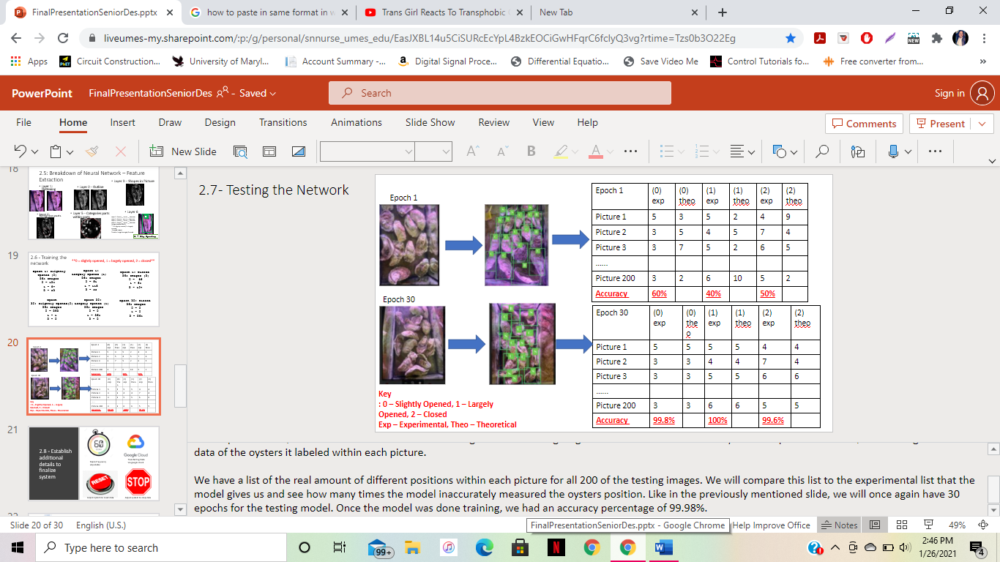 FinalPresentationSeniorDes.pptx
how to paste in same format in w
Trans Girl Reacts To Transphobic
New Tab
liveumes-my.sharepoint.com/:p:/g/personal/snnurse_umes_edu/EasJXBL14u5CiSURcEcYpL4BzkEOCiGwHFqrC6fclyQ3vg?rtime=Tzs0b3O22Eg
Apps
Circuit Construction...
University of Maryl...
Account Summary -...
Digital Signal Proce...
Differential Equatio...
Save Video Me
Control Tutorials fo...
Free converter from...
PowerPoint FinalPresentationSeniorDes - Saved
Search
Sign in
File Home Insert Draw Design Transitions Animations Slide Show Review View Help
Comments Present
New Slide
18
2.5: Breakdown of Neural Network – Feature
Extraction
19
2.6 - Training the
network
**0 = slightly opened, 1 = largely opened, 2 = closed**
20
21
2.8 - Establish
additional
details to
finalize
system
60
Google Cloud
RESET
STOP
2.7- Testing the Network
Epoch 1
Epoch 30
Key
: 0 – Slightly Opened, 1 – Largely
Opened, 2 – Closed
Exp – Experimental, Theo – Theoretical
Epoch 1 (0) exp (0) theo (1) exp (1) theo (2) exp (2) theo
Picture 1 5 3 5 2 4 9
Picture 2 3 5 4 5 7 4
Picture 3 3 7 5 2 6 5
......
Picture 200 3 2 6 10 5 2
Accuracy 60% 40% 50%
Epoch 30 (0) exp (0) theo (1) exp (1) theo (2) exp (2) theo
Picture 1 5 5 5 5 4 4
Picture 2 3 3 4 4 7 4
Picture 3 3 3 5 5 6 6
......
Picture 200 3 3 6 6 5 5
Accuracy 99.8% 100% 99.6%
data of the oysters it labeled within each picture.
We have a list of the real amount of different positions within each picture for all 200 of the testing images. We will compare this list to the experimental list that the
model gives us and see how many times the model inaccurately measured the oysters position. Like in the previously mentioned slide, we will once again have 30
epochs for the testing model. Once the model was done training, we had an accuracy percentage of 99.98%.
Slide 20 of 30 English (U.S.)
FinalPresentationSeniorDes.pptx - Google Chrome
Help Improve Office Notes 49%
Type here to search
99+
2:46 PM
1/26/2021
4